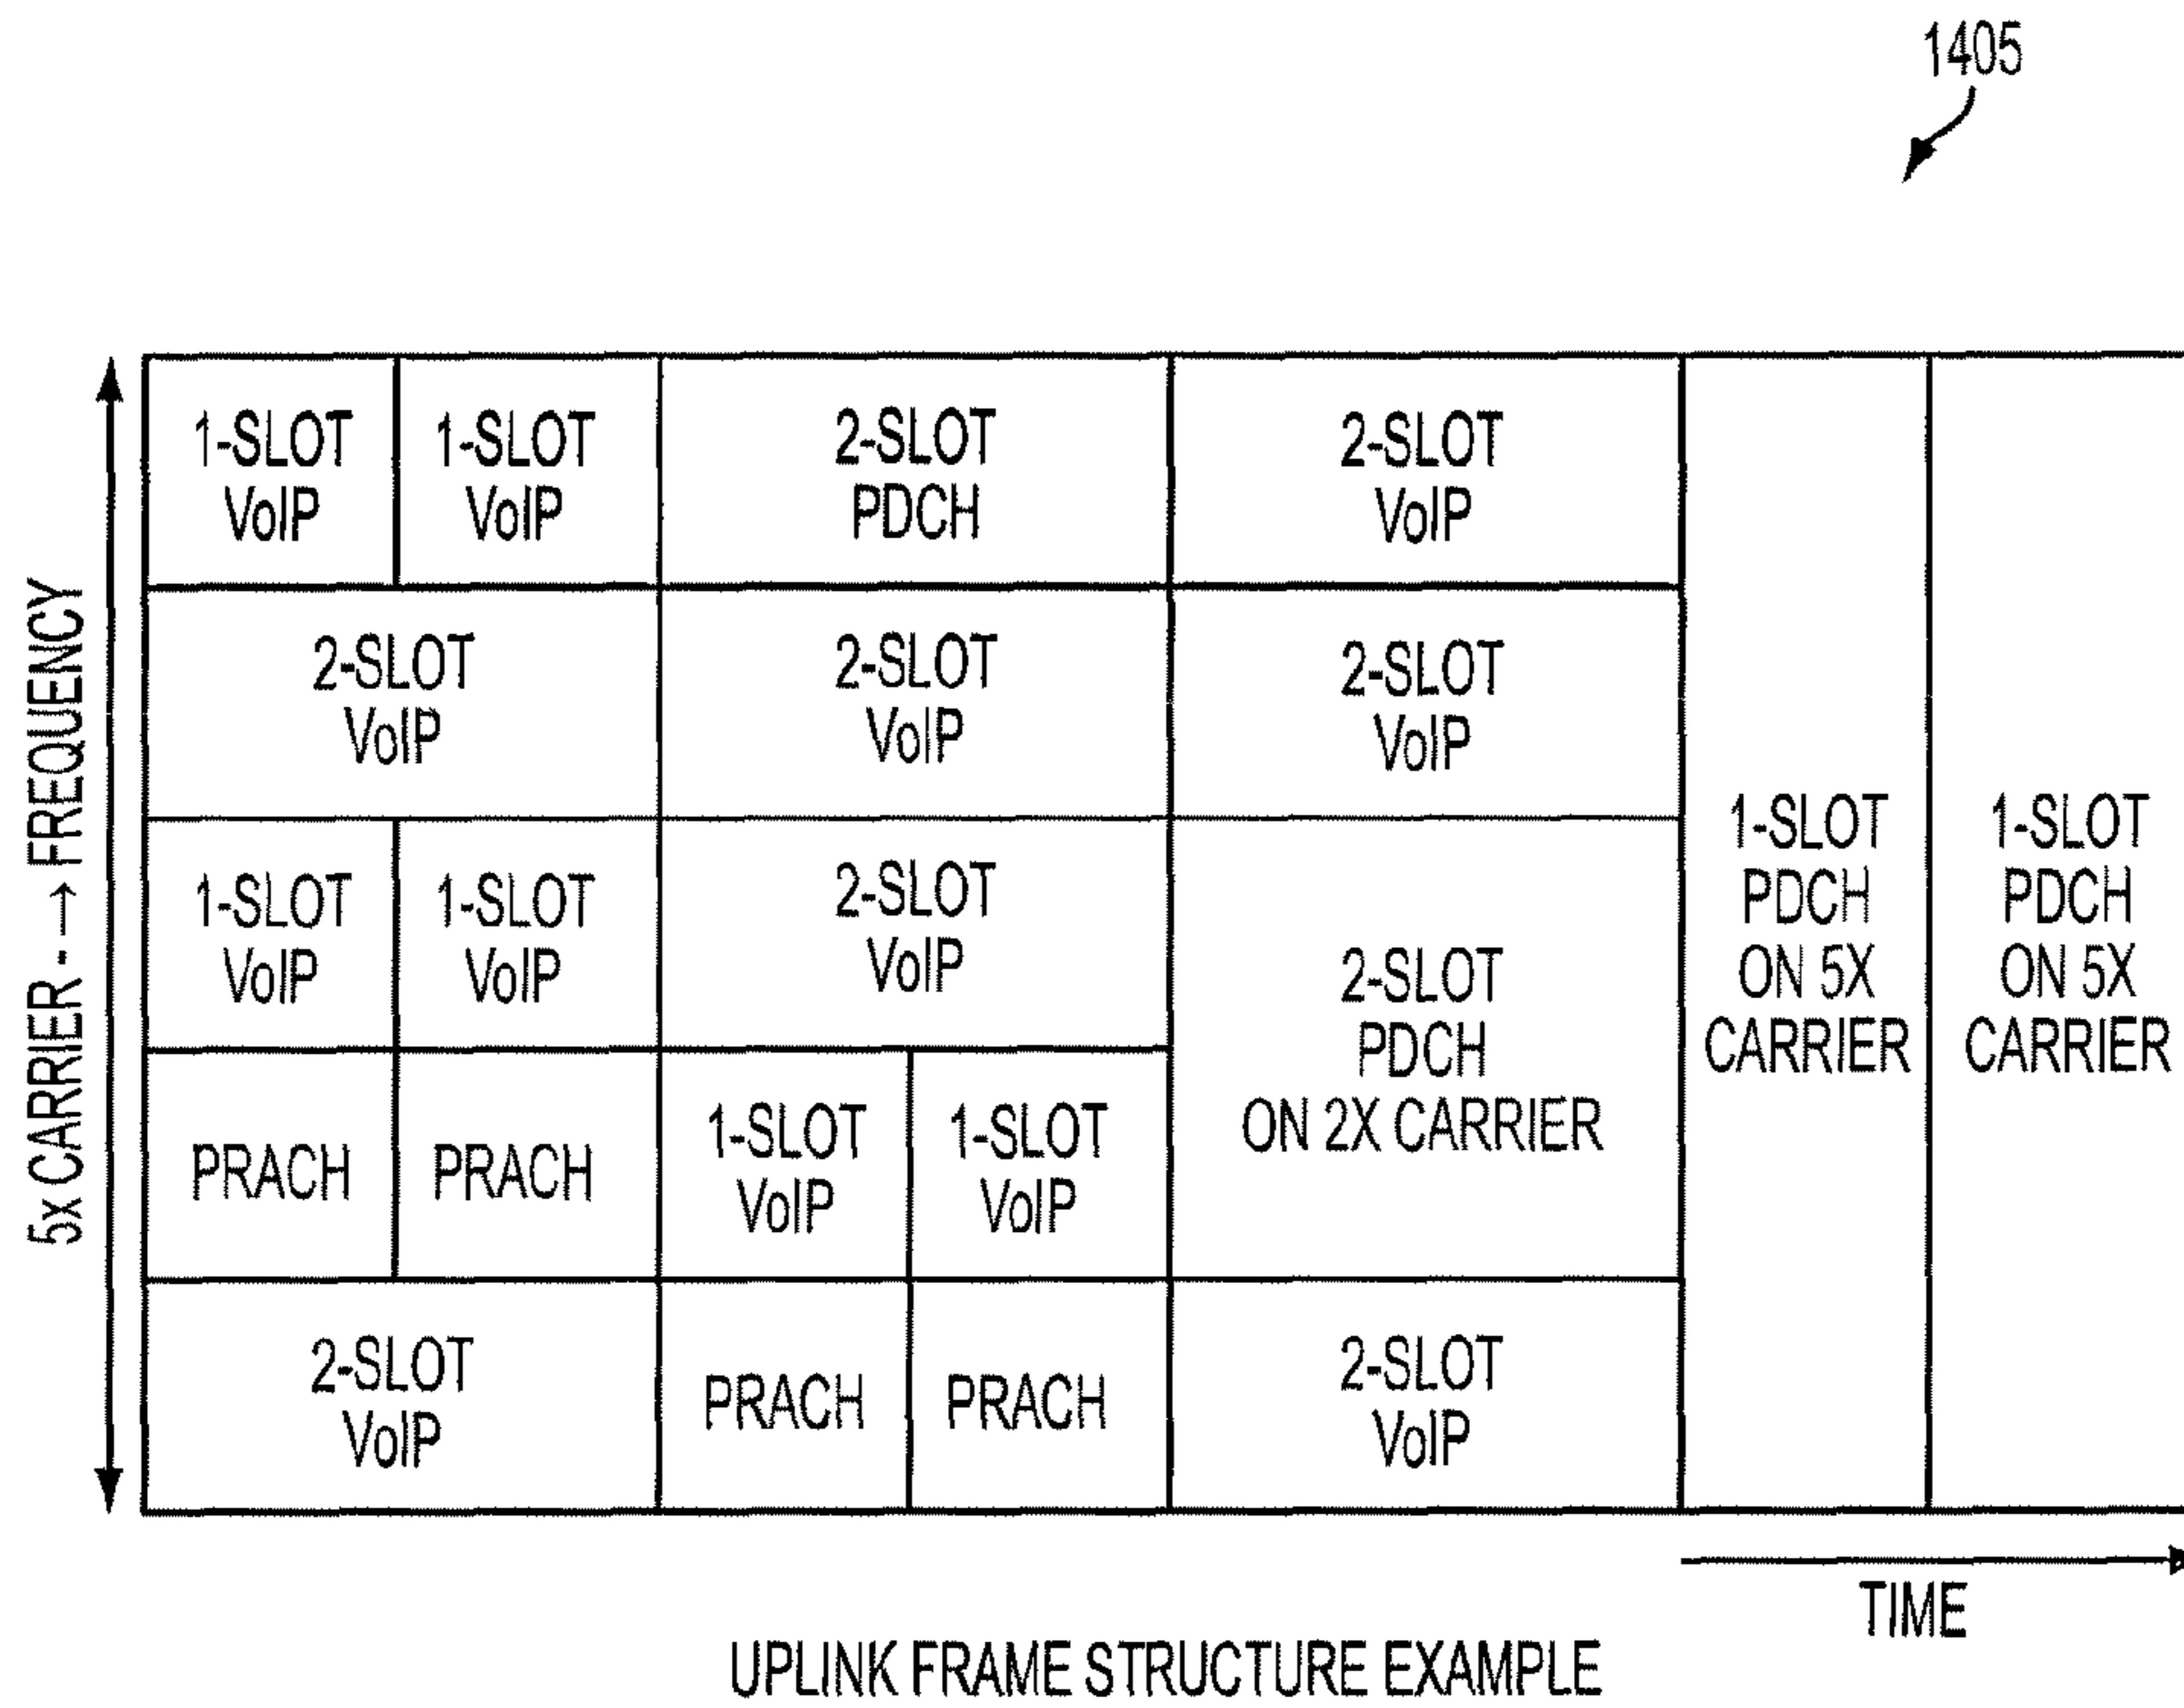 1405
5x CARRIER - → FREQUENCY
1-SLOT
VoIP
1-SLOT
VoIP
2-SLOT
PDCH
2-SLOT
VoIP
2-SLOT
VoIP
2-SLOT
VoIP
2-SLOT
VoIP
1-SLOT
VoIP
1-SLOT
VoIP
2-SLOT
VoIP
2-SLOT
PDCH
ON 2X CARRIER
1-SLOT
PDCH
ON 5X
CARRIER
1-SLOT
PDCH
ON 5X
CARRIER
PRACH
PRACH
1-SLOT
VoIP
1-SLOT
VoIP
2-SLOT
VoIP
PRACH
PRACH
2-SLOT
VoIP
TIME
UPLINK FRAME STRUCTURE EXAMPLE